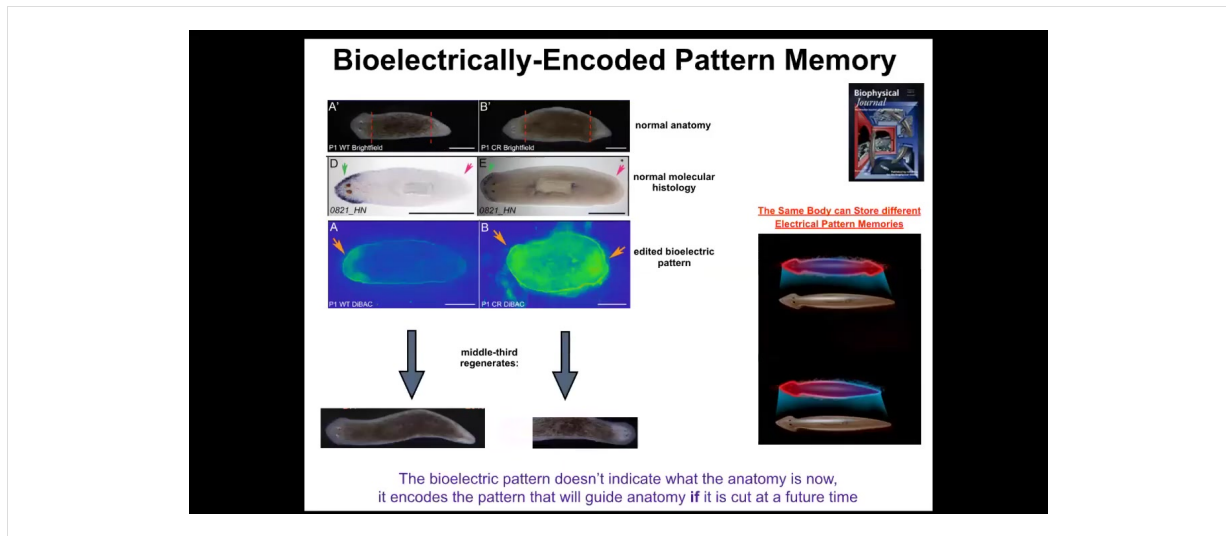 Bioelectrically-Encoded Pattern Memory
A'
P1 WT Brightfield
B'
P1 CR Brightfield
normal anatomy
D
0821_HN
E
0821_HN
normal molecular
histology
A
P1 WT DiBAC
B
P1 CR DiBAC
edited bioelectric
pattern
middle-third
regenerates:
Biophysical
Journal
The Same Body can Store different
Electrical Pattern Memories
The bioelectric pattern doesn't indicate what the anatomy is now,
it encodes the pattern that will guide anatomy if it is cut at a future time